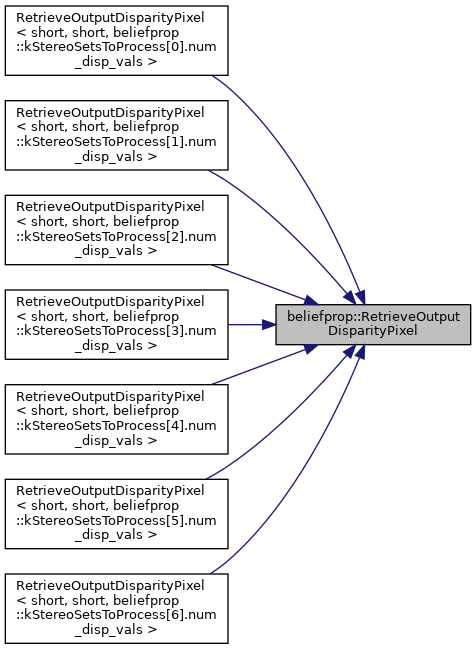 RetrieveOutputDisparityPixel
< short, short, beliefprop
::kStereoSetsToProcess[0].num
_disp_vals >
RetrieveOutputDisparityPixel
< short, short, beliefprop
::kStereoSetsToProcess[1].num
_disp_vals >
RetrieveOutputDisparityPixel
< short, short, beliefprop
::kStereoSetsToProcess[2].num
_disp_vals >
RetrieveOutputDisparityPixel
< short, short, beliefprop
::kStereoSetsToProcess[3].num
_disp_vals >
RetrieveOutputDisparityPixel
< short, short, beliefprop
::kStereoSetsToProcess[4].num
_disp_vals >
RetrieveOutputDisparityPixel
< short, short, beliefprop
::kStereoSetsToProcess[5].num
_disp_vals >
RetrieveOutputDisparityPixel
< short, short, beliefprop
::kStereoSetsToProcess[6].num
_disp_vals >
beliefprop::RetrieveOutput
DisparityPixel